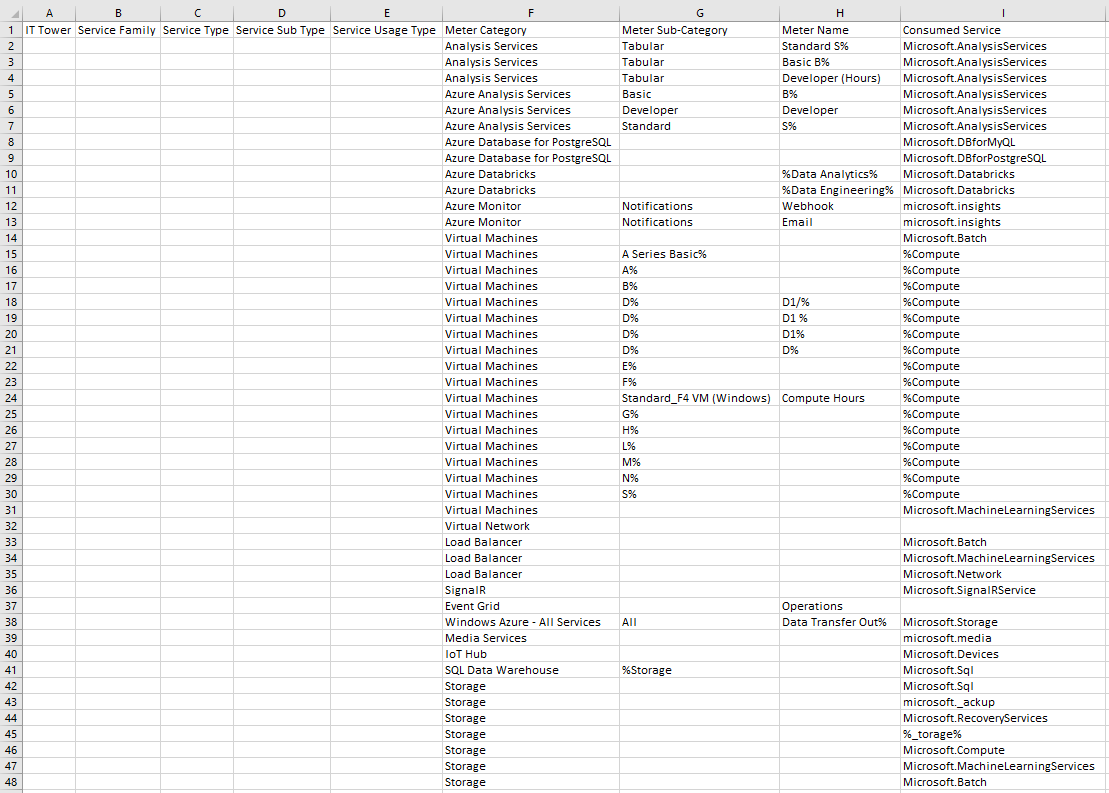 A B C D E F G H I
1 IT Tower Service Family Service Type Service Sub Type Service Usage Type Meter Category Meter Sub-Category Meter Name Consumed Service
2 Analysis Services Tabular Standard S% Microsoft.AnalysisServices
3 Analysis Services Tabular Basic B% Microsoft.AnalysisServices
4 Analysis Services Tabular Developer (Hours) Microsoft.AnalysisServices
5 Azure Analysis Services Basic B% Microsoft.AnalysisServices
6 Azure Analysis Services Developer Developer Microsoft.AnalysisServices
7 Azure Analysis Services Standard S% Microsoft.AnalysisServices
8 Azure Database for PostgreSQL Microsoft.DBforMyQL
9 Azure Database for PostgreSQL Microsoft.DBforPostgreSQL
10 Azure Databricks %Data Analytics% Microsoft.Databricks
11 Azure Databricks %Data Engineering% Microsoft.Databricks
12 Azure Monitor Notifications Webhook microsoft.insights
13 Azure Monitor Notifications Email microsoft.insights
14 Virtual Machines Microsoft.Batch
15 Virtual Machines A Series Basic% %Compute
16 Virtual Machines A% %Compute
17 Virtual Machines B% %Compute
18 Virtual Machines D% D1/% %Compute
19 Virtual Machines D% D1 % %Compute
20 Virtual Machines D% D1% %Compute
21 Virtual Machines D% D% %Compute
22 Virtual Machines E% %Compute
23 Virtual Machines F% %Compute
24 Virtual Machines Standard_F4 VM (Windows) Compute Hours %Compute
25 Virtual Machines G% %Compute
26 Virtual Machines H% %Compute
27 Virtual Machines L% %Compute
28 Virtual Machines M% %Compute
29 Virtual Machines N% %Compute
30 Virtual Machines S% %Compute
31 Virtual Machines Microsoft.MachineLearningServices
32 Virtual Network
33 Load Balancer Microsoft.Batch
34 Load Balancer Microsoft.MachineLearningServices
35 Load Balancer Microsoft.Network
36 SignalR Microsoft.SignalRService
37 Event Grid Operations
38 Windows Azure - All Services All Data Transfer Out% Microsoft.Storage
39 Media Services microsoft.media
40 IoT Hub Microsoft.Devices
41 SQL Data Warehouse %Storage Microsoft.Sql
42 Storage Microsoft.Sql
43 Storage microsoft._ackup
44 Storage Microsoft.RecoveryServices
45 Storage %_torage%
46 Storage Microsoft.Compute
47 Storage Microsoft.MachineLearningServices
48 Storage Microsoft.Batch